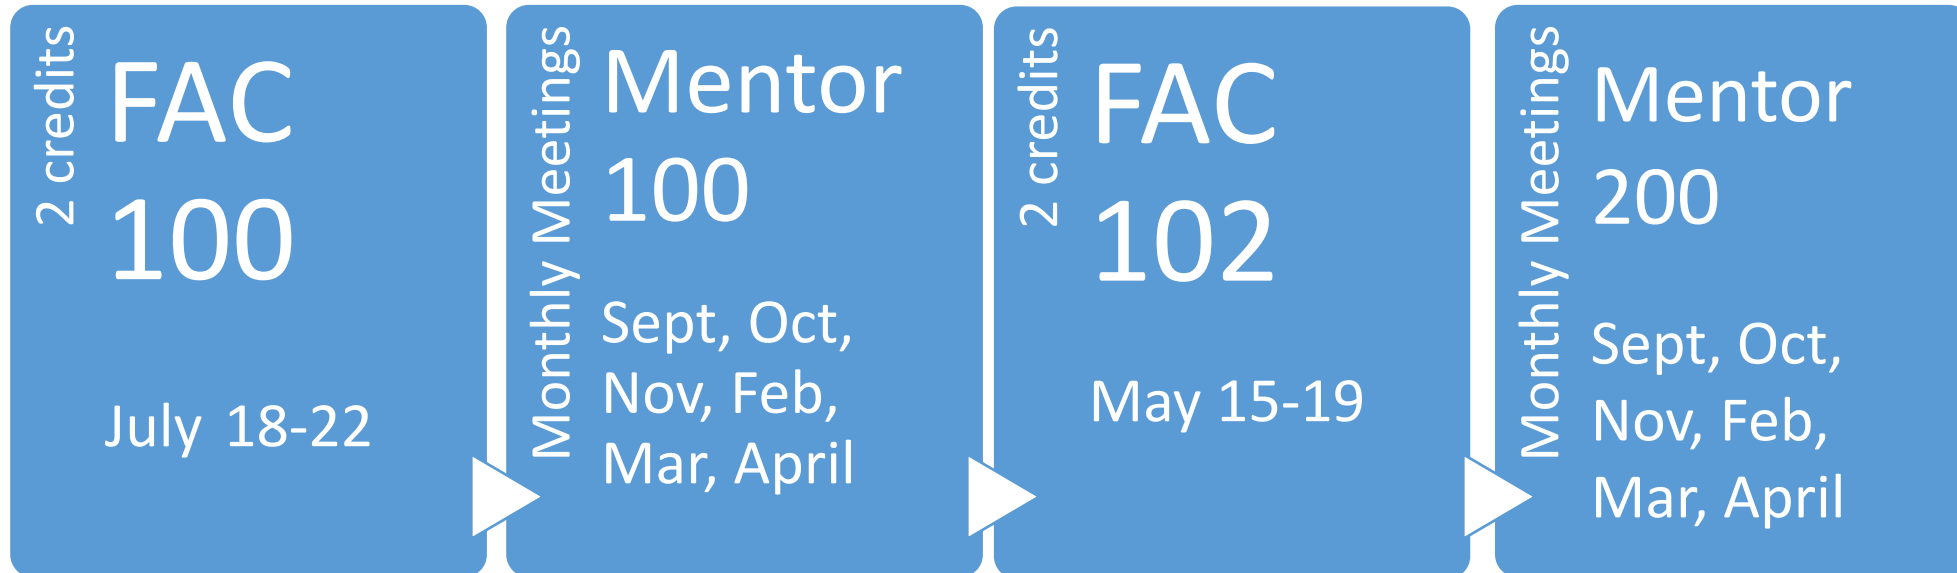 2 credits
FAC
100
July 18-22
Monthly Meetings
Mentor
100
Sept, Oct,
Nov, Feb,
Mar, April
2 credits
FAC
102
May 15-19
Monthly Meetings
Mentor
200
Sept, Oct,
Nov, Feb,
Mar, April